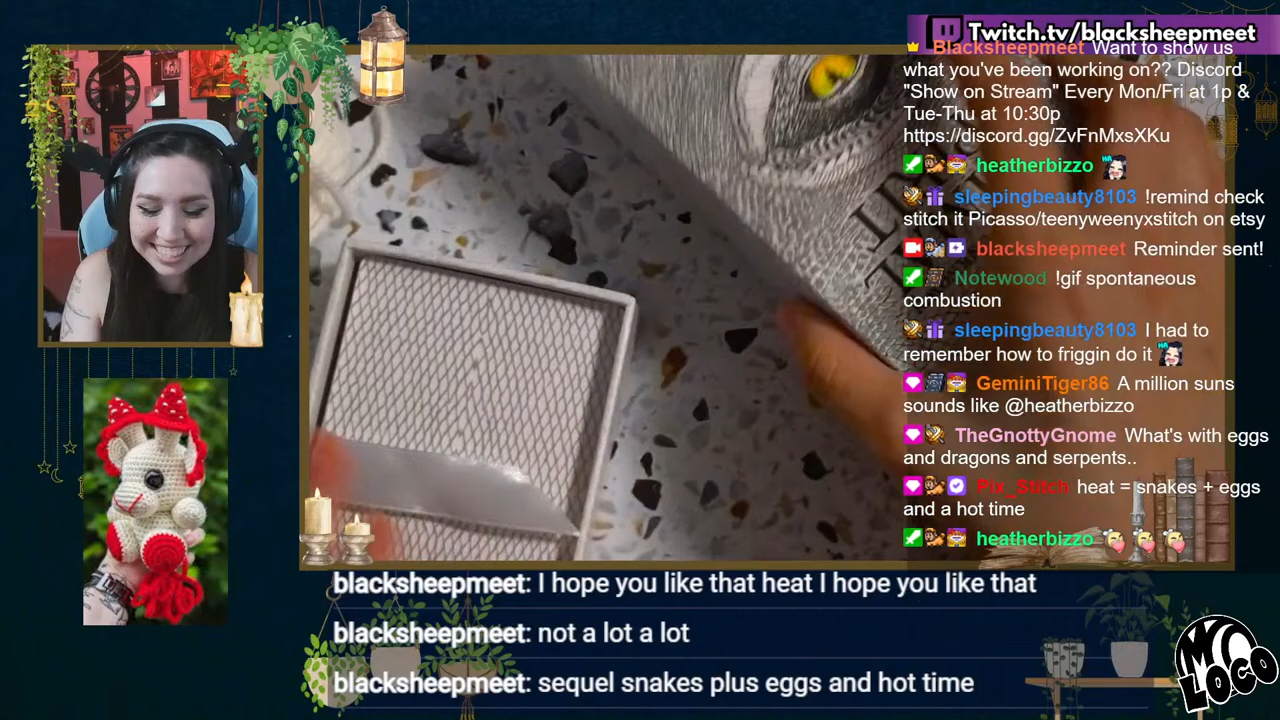 Twitch.tv/blacksheepmeet
Blacksheepmeet Want to show us
what you've been working on?? Discord
"Show on Stream" Every Mon/Fri at 1p &
Tue-Thu at 10:30p
https://discord.gg/ZvFnMxsXKu
heatherbizzo
sleepingbeauty8103 !remind check
stitch it Picasso/teenyweenyxstitch on etsy
blacksheepmeet Reminder sent!
Notewood !gif spontaneous
combustion
sleepingbeauty8103 I had to
remember how to friggin do it
GeminiTiger86 A million suns
sounds like @heatherbizzo
TheGnottyGnome What's with eggs
and dragons and serpents..
Pix_Stitch heat = snakes + eggs
and a hot time
heatherbizzo
blacksheepmeet: I hope you like that heat I hope you like that
blacksheepmeet: not a lot a lot
blacksheepmeet: sequel snakes plus eggs and hot time
MC
LOCO